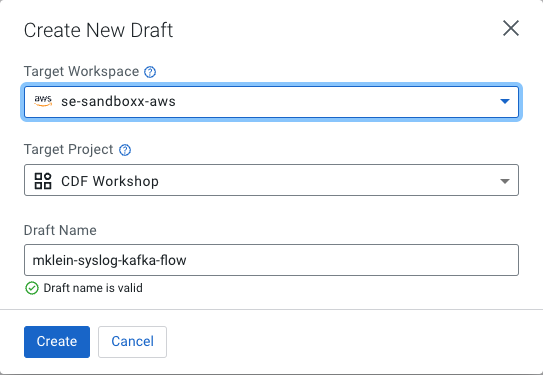 Create New Draft
Target Workspace
aws se-sandboxx-aws
Target Project
CDF Workshop
Draft Name
mklein-syslog-kafka-flow
Draft name is valid
Create Cancel